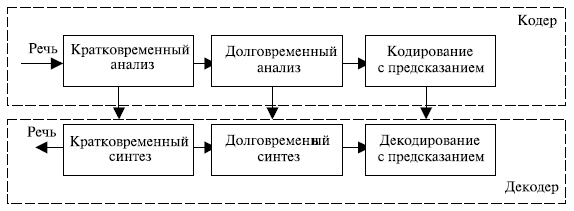 Кодер
Речь
Кратковременный
анализ
Долговременный
анализ
Кодирование
с предсказанием
Речь
Кратковременный
синтез
Долговременный
синтез
Декодирование
с предсказанием
Декодер